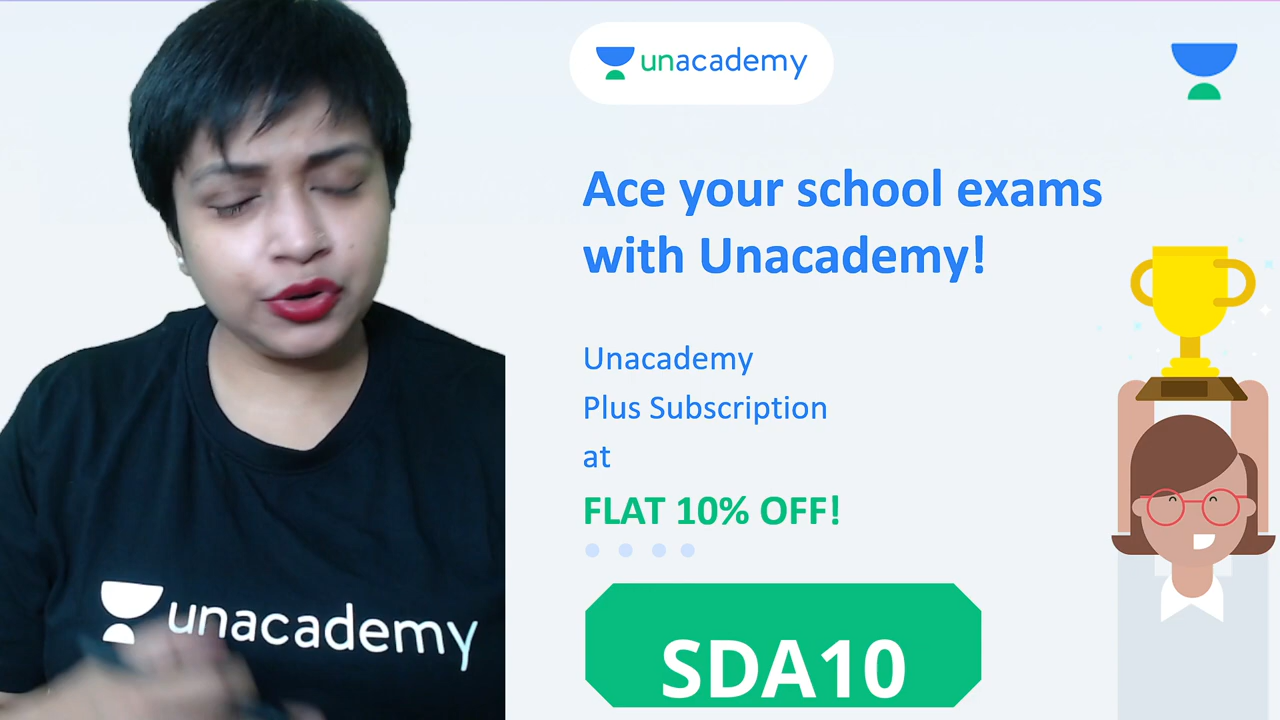 unacademy
Ace your school exams
with Unacademy!
Unacademy
Plus Subscription
at
FLAT 10% OFF!
SDA10
unacademy